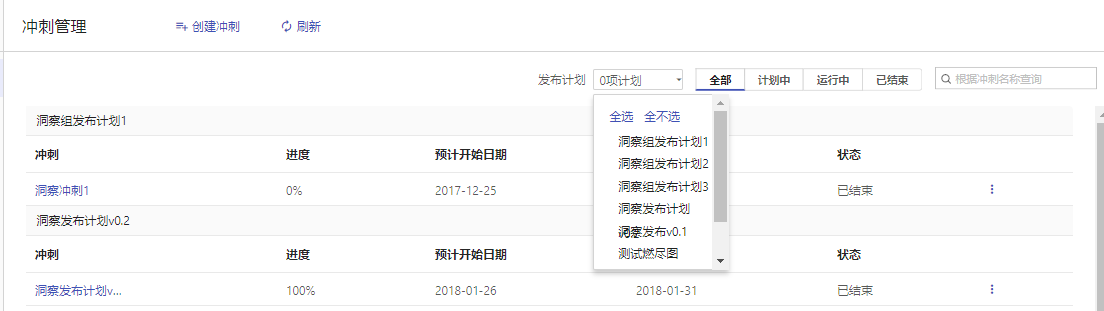 冲刺管理 创建冲刺 刷新
发布计划 0项计划 全部 计划中 运行中 已结束 根据冲刺名称查询
全选 全不选
洞察组发布计划1
洞察组发布计划2
洞察组发布计划3
洞察发布计划
洞察发布v0.1
测试燃尽图
洞察组发布计划1
冲刺 进度 预计开始日期 状态
洞察冲刺1 0% 2017-12-25 已结束
洞察发布计划v0.2
冲刺 进度 预计开始日期 状态
洞察发布计划v... 100% 2018-01-26 2018-01-31 已结束